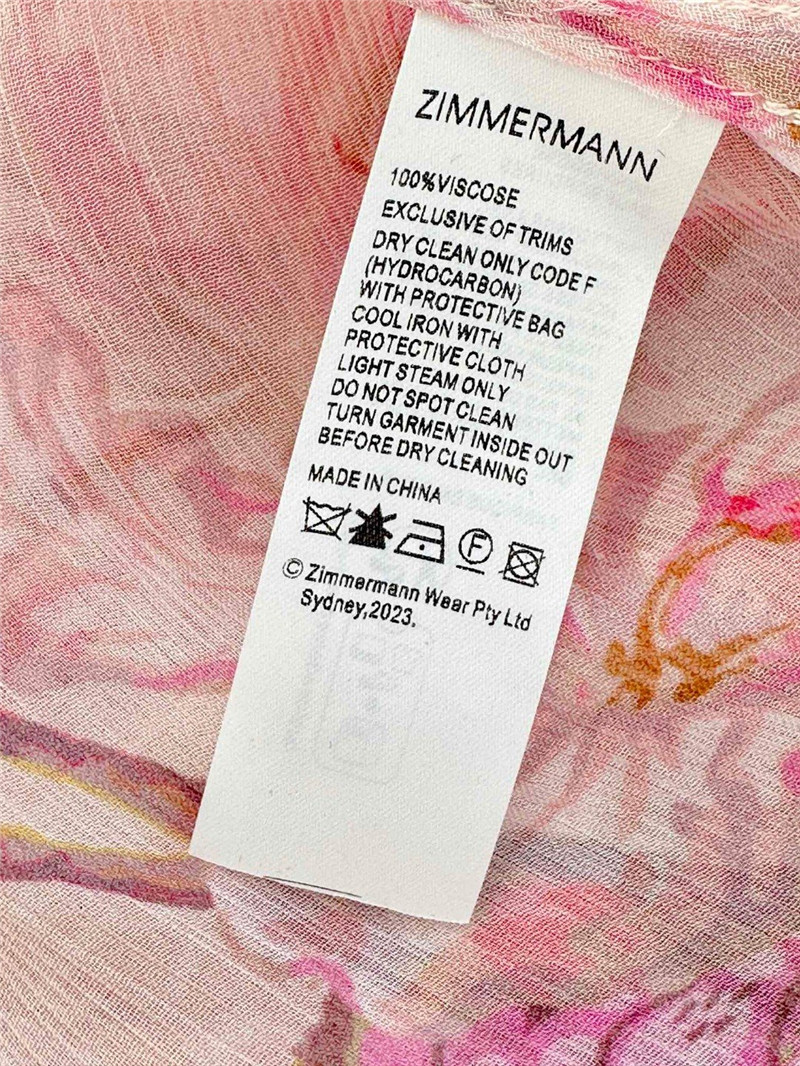 ZIMMERMANN
100%VISCOSE
EXCLUSIVE OF TRIMS
DRY CLEAN ONLY CODE F
(HYDROCARBON)
WITH PROTECTIVE BAG
COOL IRON WITH
PROTECTIVE CLOTH
LIGHT STEAM ONLY
DO NOT SPOT CLEAN
TURN GARMENT INSIDE OUT
BEFORE DRY CLEANING
MADE IN CHINA
F
© Zimmermann Wear Pty Ltd
Sydney,2023.